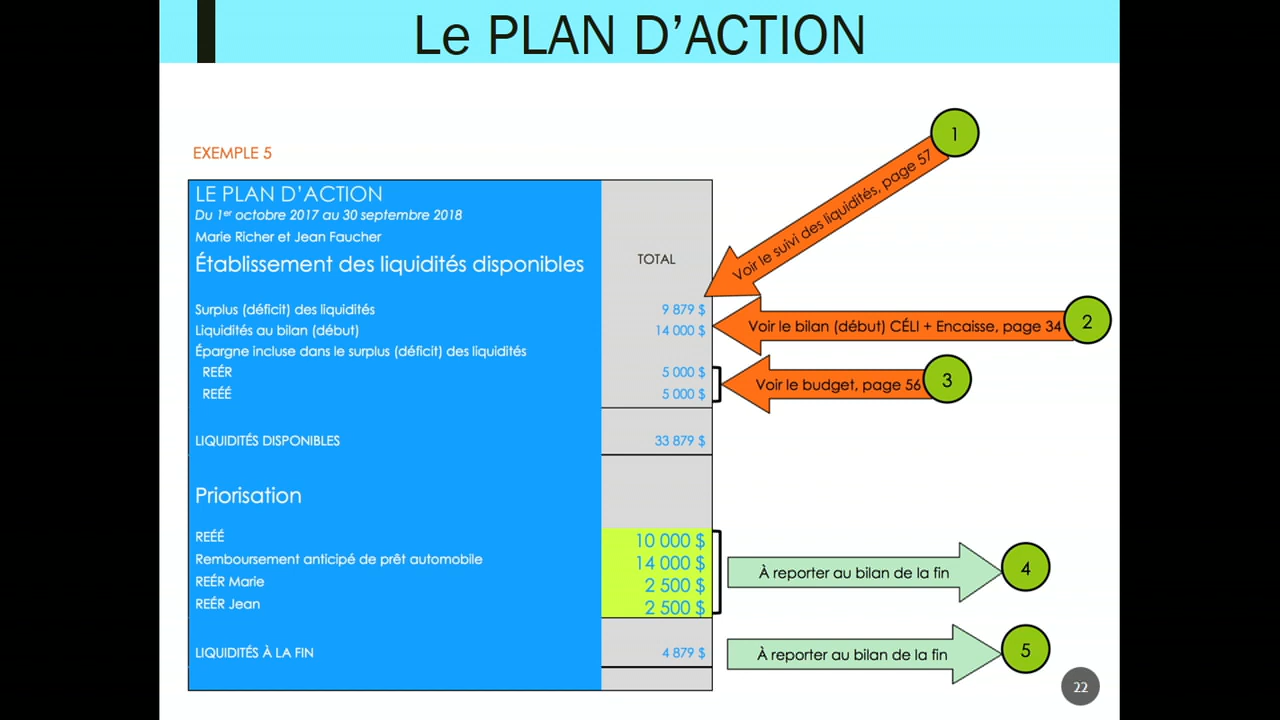 Le PLAN D’ACTION
EXEMPLE 5
LE PLAN D’ACTION
Du 1er octobre 2017 au 30 septembre 2018
Marie Richer et Jean Faucher
Établissement des liquidités disponibles
TOTAL
Surplus (déficit) des liquidités 9 879 $
Liquidités au bilan (début) 14 000 $
Épargne incluse dans le surplus (déficit) des liquidités
REÉR 5 000 $
REÉÉ 5 000 $
LIQUIDITÉS DISPONIBLES 33 879 $
Priorisation
REÉÉ 10 000 $
Remboursement anticipé de prêt automobile 14 000 $
REÉR Marie 2 500 $
REÉR Jean 2 500 $
LIQUIDITÉS À LA FIN 4 879 $
Voir le suivi des liquidités, page 57
1
Voir le bilan (début) CÉLI + Encaisse, page 34
2
Voir le budget, page 56
3
À reporter au bilan de la fin
4
À reporter au bilan de la fin
5
22